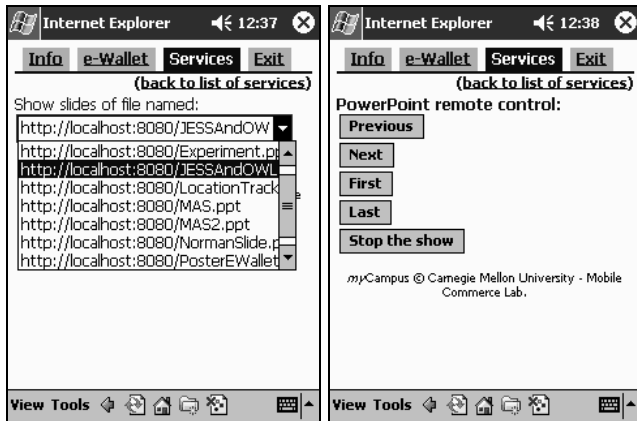 Internet Explorer 12:37
Info e-Wallet Services Exit
(back to list of services)
Show slides of file named:
http://localhost:8080/JESSAndOW
http://localhost:8080/Experiment.pp
http://localhost:8080/JESSAndOWL
http://localhost:8080/LocationTrack
http://localhost:8080/MAS.ppt
http://localhost:8080/MAS2.ppt
http://localhost:8080/NormanSlide.p
http://localhost:8080/PosterEWallet
View Tools
Internet Explorer 12:38
Info e-Wallet Services Exit
(back to list of services)
PowerPoint remote control:
Previous
Next
First
Last
Stop the show
myCampus © Carnegie Mellon University - Mobile
Commerce Lab.
View Tools